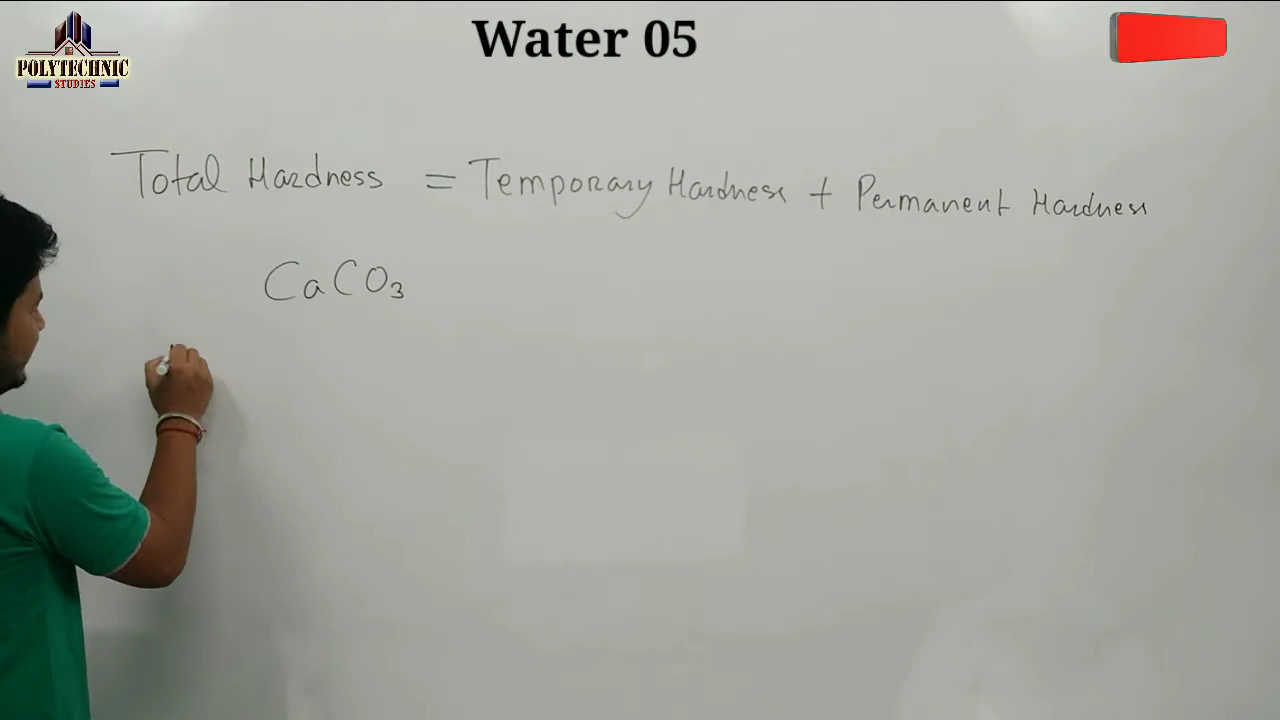 Water 05
POLYTECHNIC
STUDIES
Total Hardness = Temporary Hardness + Permanent Hardness
CaCO₃